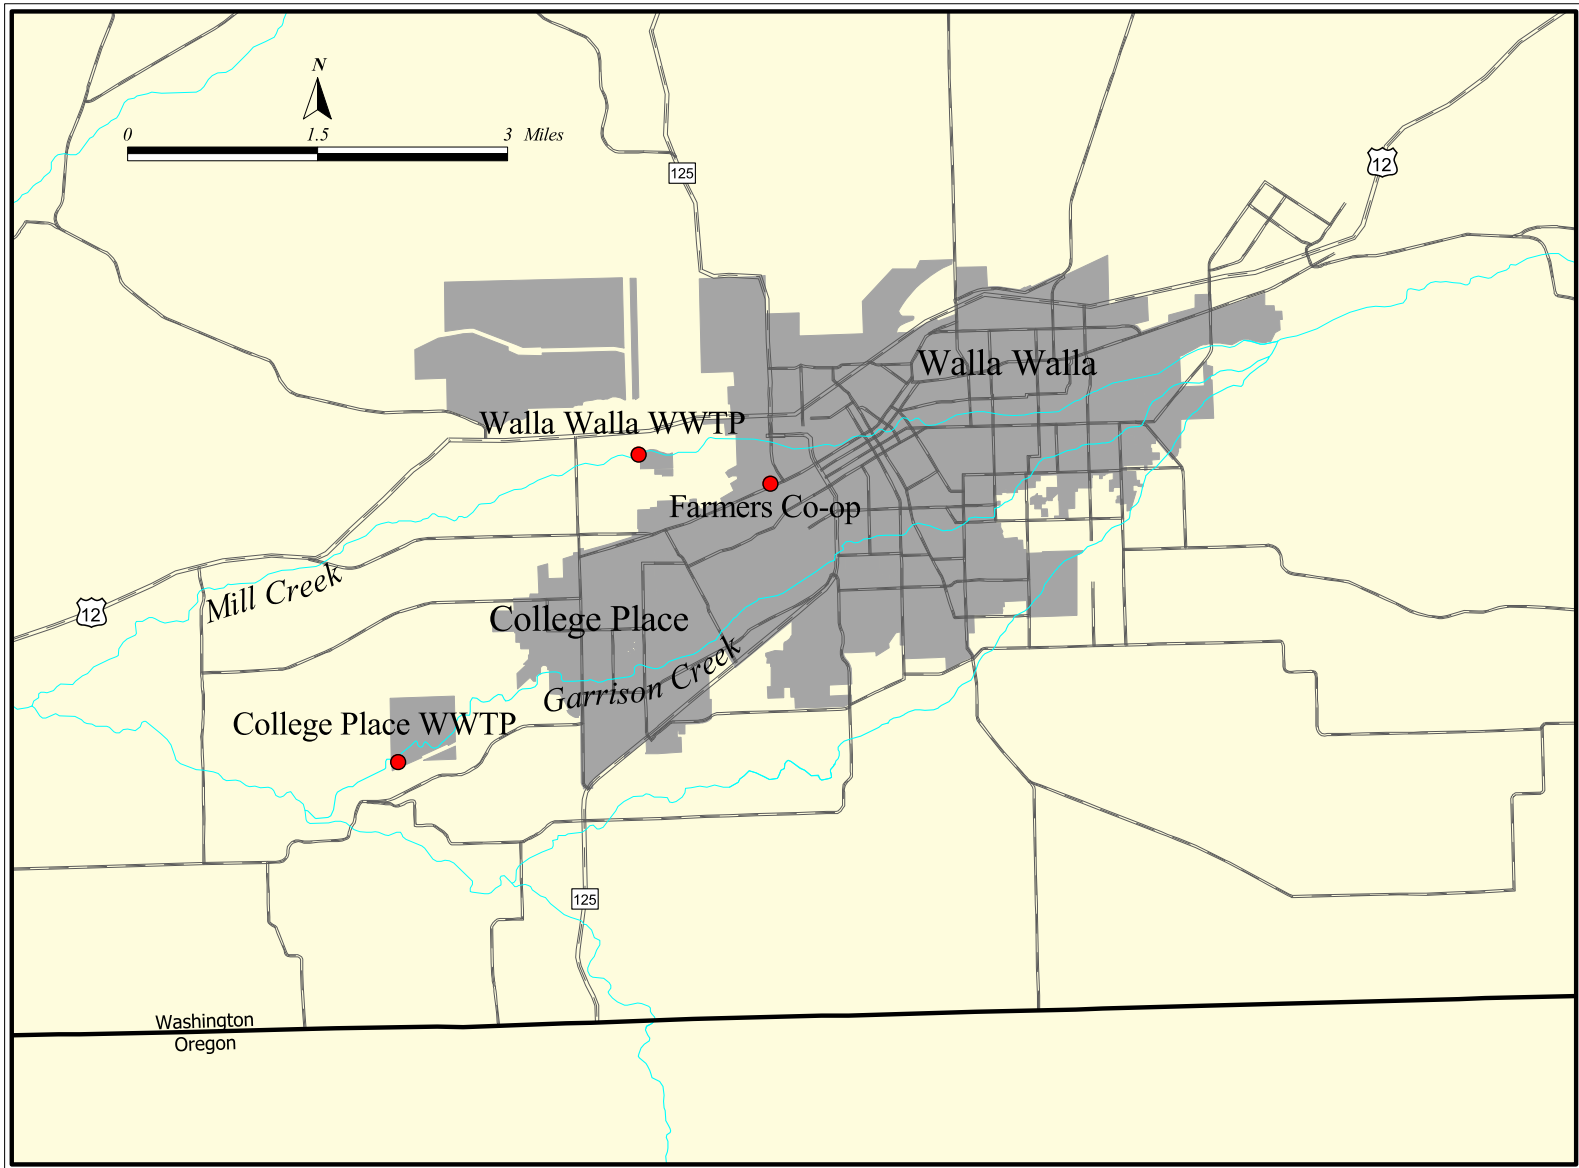 N
0 1.5 3 Miles
125
12
Walla Walla
Walla Walla WWTP
Farmers Co-op
Mill Creek
12
College Place
Garrison Creek
College Place WWTP
125
Washington
Oregon